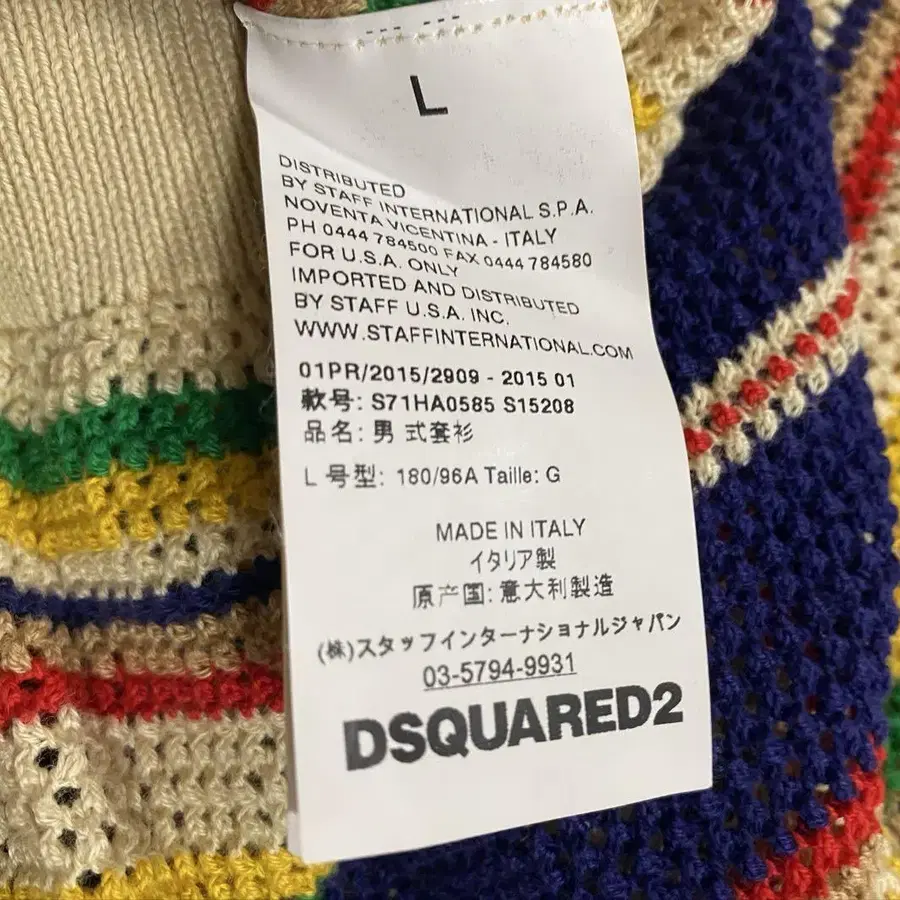 L
DISTRIBUTED
BY STAFF INTERNATIONAL S.P.A.
NOVENTA VICENTINA - ITALY
PH 0444 784500 FAX 0444 784580
FOR U.S.A. ONLY
IMPORTED AND DISTRIBUTED
BY STAFF U.S.A. INC.
WWW.STAFFINTERNATIONAL.COM
01PR/2015/2909 - 2015 01
款号: S71HA0585 S15208
品名: 男 式套衫
L 号型: 180/96A Taille: G
MADE IN ITALY
イタリア製
原产国: 意大利製造
(株)スタッフインターナショナルジャパン
03-5794-9931
DSQUARED2